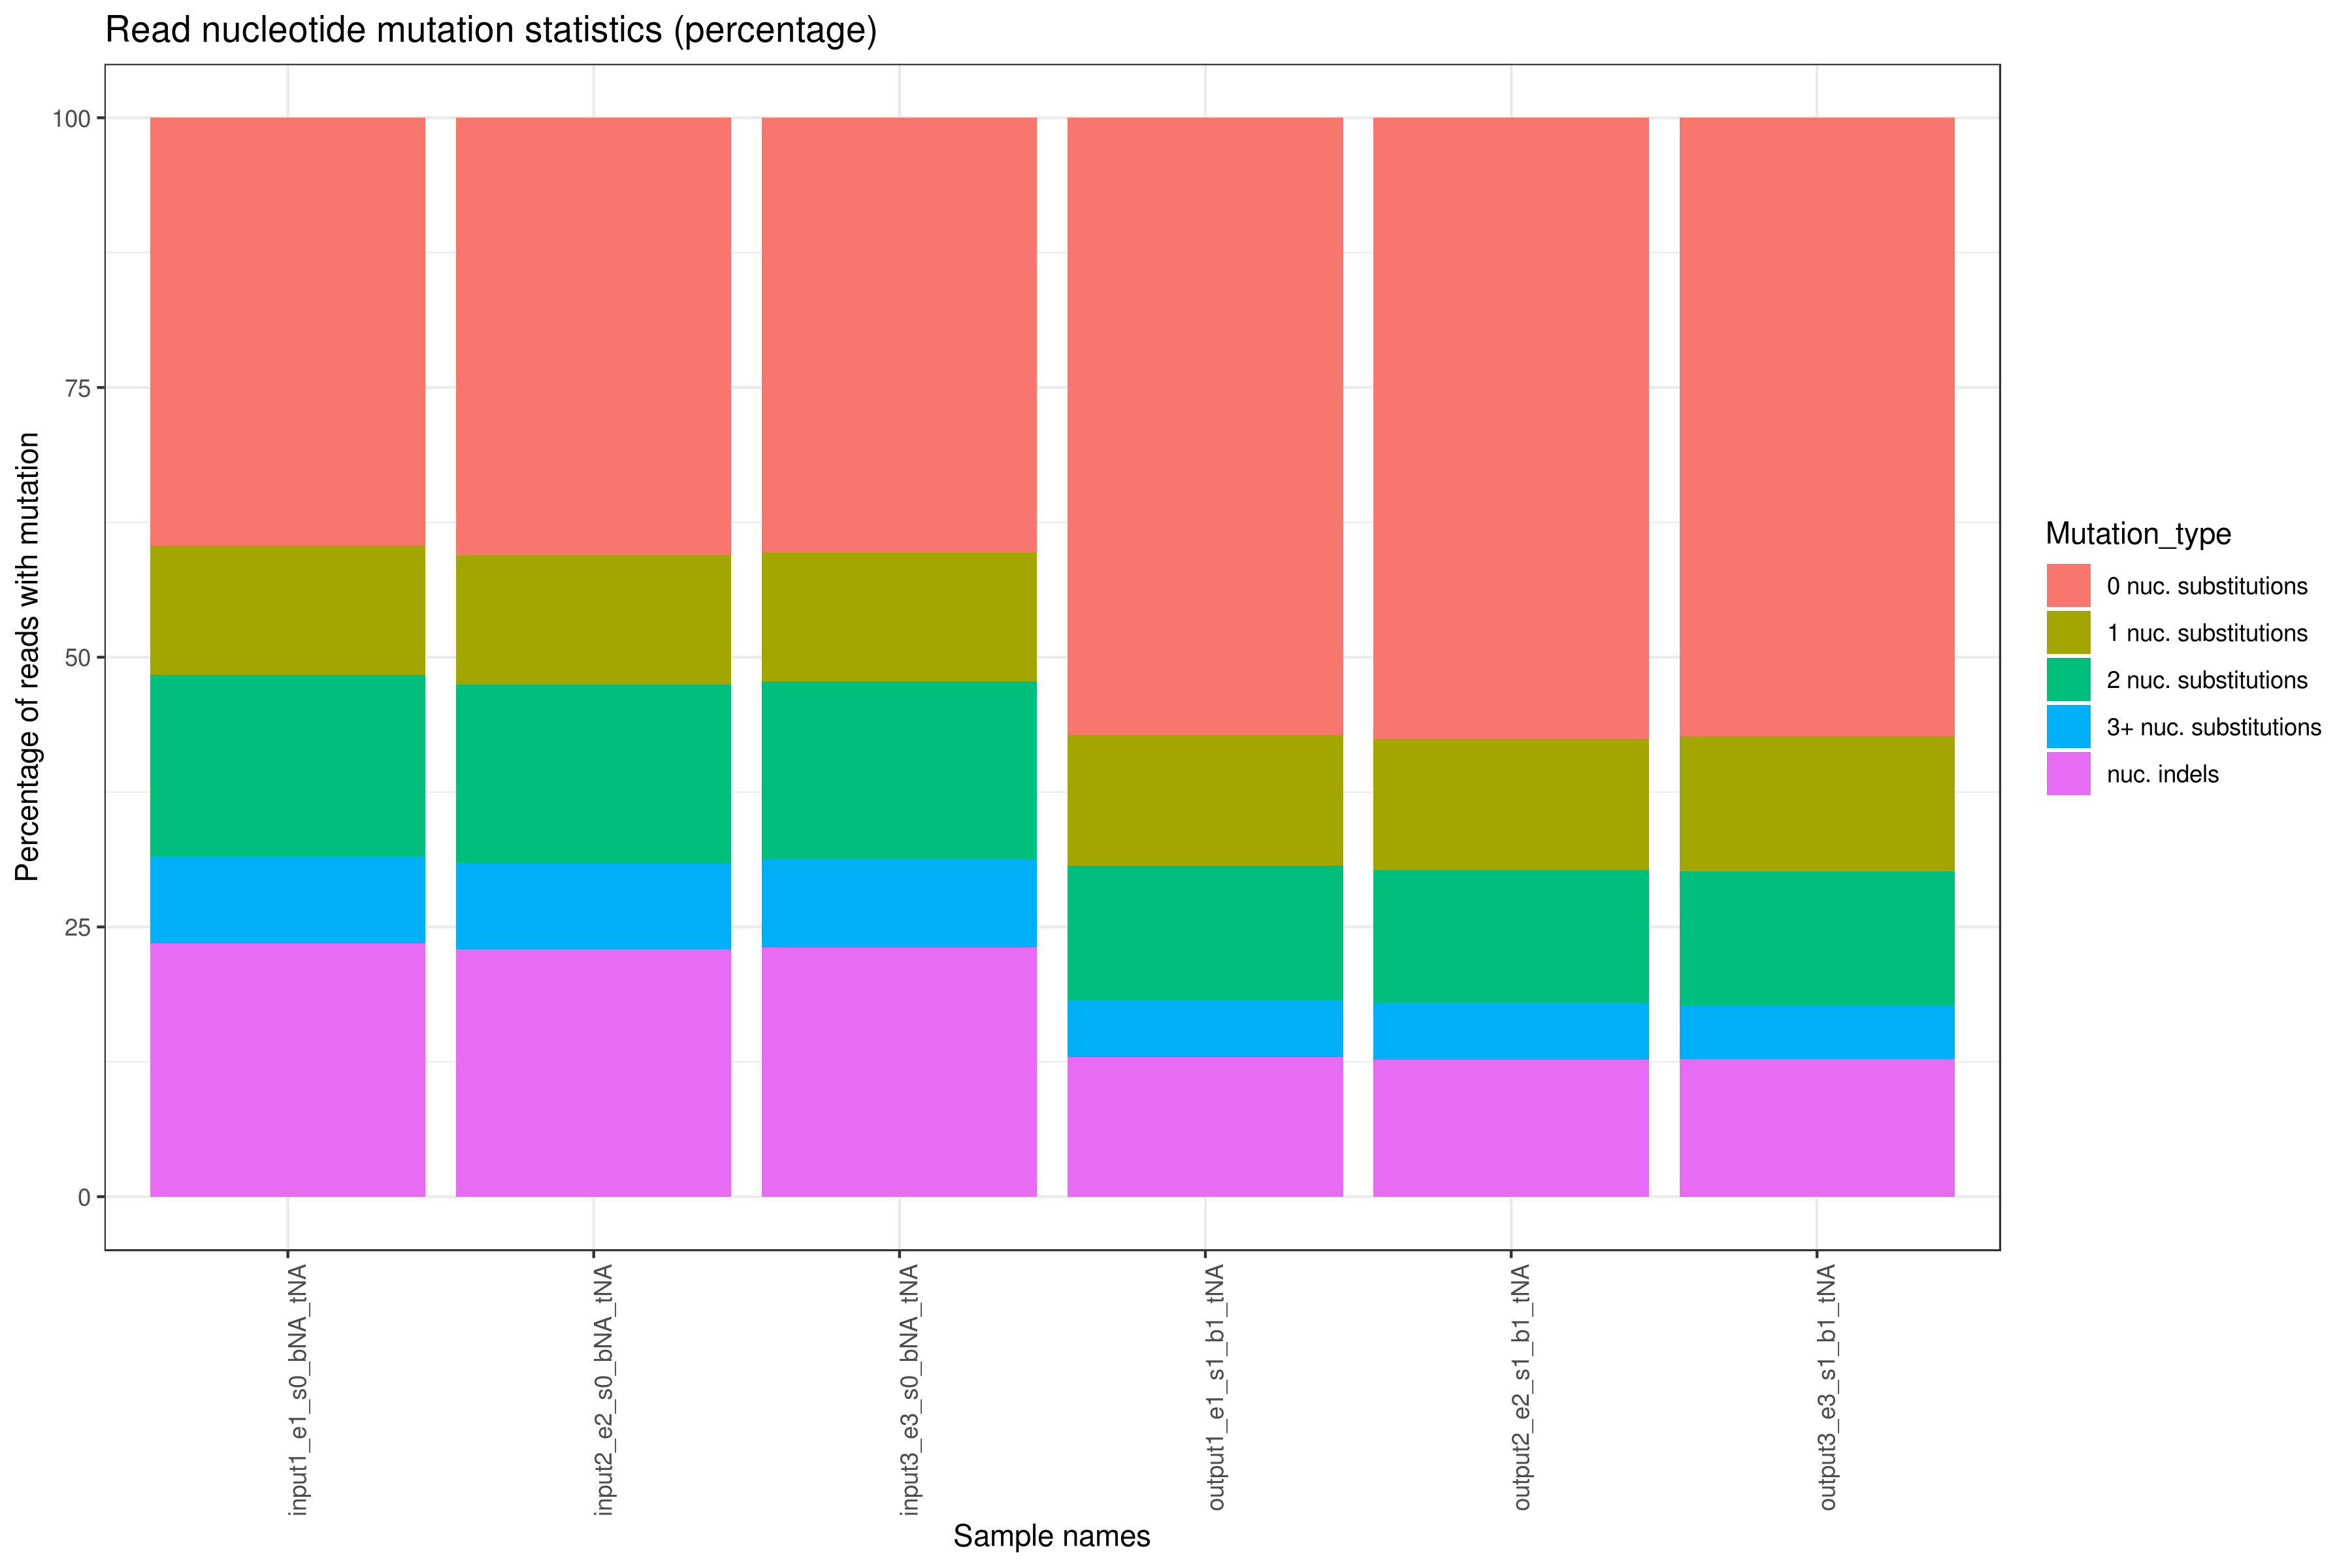 Read nucleotide mutation statistics (percentage)
Percentage of reads with mutation
100
75
50
25
0
input1_e1_s0_bNA_tNA
input2_e2_s0_bNA_tNA
input3_e3_s0_bNA_tNA
output1_e1_s1_b1_tNA
output2_e2_s1_b1_tNA
output3_e3_s1_b1_tNA
Sample names
Mutation_type
0 nuc. substitutions
1 nuc. substitutions
2 nuc. substitutions
3+ nuc. substitutions
nuc. indels